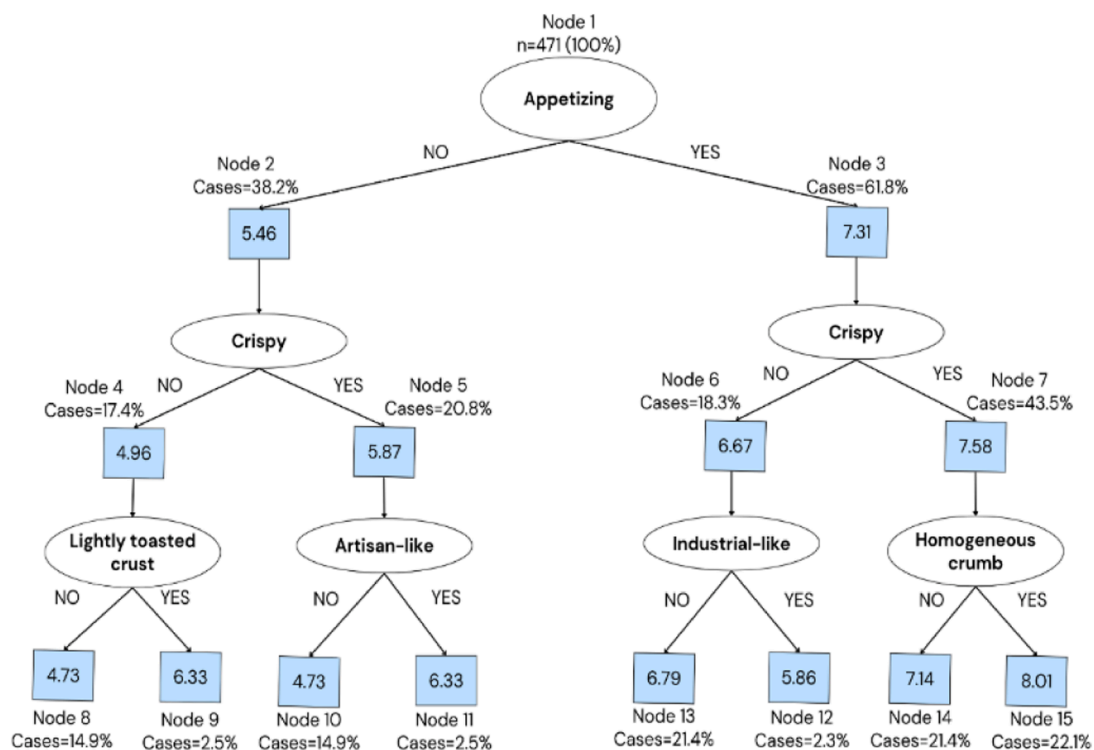 Node 1
n=471 (100%)
Appetizing
NO
YES
Node 2
Cases=38.2%
Node 3
Cases=61.8%
5.46
7.31
Crispy
Crispy
Node 4
Cases=17.4%
NO
YES
Node 5
Cases=20.8%
Node 6
Cases=18.3%
NO
YES
Node 7
Cases=43.5%
4.96
5.87
6.67
7.58
Lightly toasted
crust
Artisan-like
Industrial-like
Homogeneous
crumb
NO
YES
NO
YES
NO
YES
NO
YES
4.73
6.33
4.73
6.33
6.79
5.86
7.14
8.01
Node 8
Cases=14.9%
Node 9
Cases=2.5%
Node 10
Cases=14.9%
Node 11
Cases=2.5%
Node 13
Cases=21.4%
Node 12
Cases=2.3%
Node 14
Cases=21.4%
Node 15
Cases=22.1%